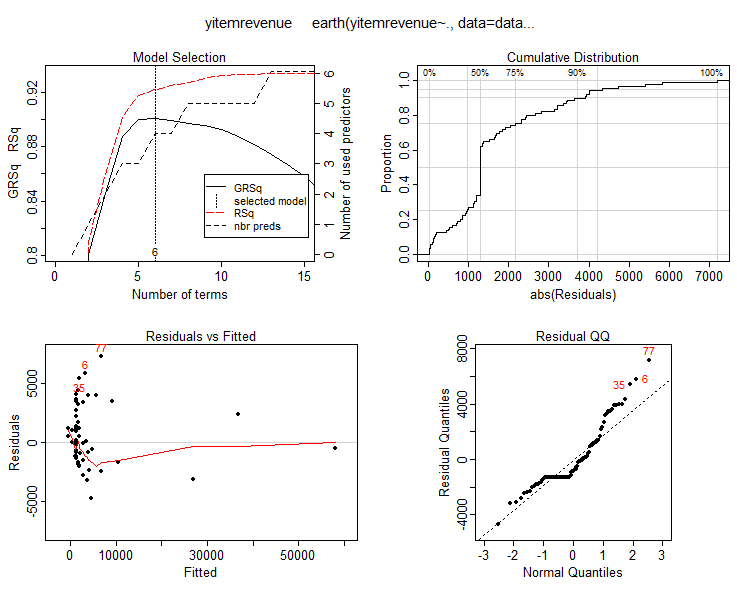 yitemrevenue earth(yitemrevenue~., data=data...
Model Selection
GRSq RSq
0.8 0.84 0.88 0.92
GRSq
selected model
RSq
nbr preds
6
0 1 2 3 4 5 6
Number of used predictors
0 5 10 15
Number of terms
Cumulative Distribution
0% 50% 75% 90% 100%
Proportion
0.0 0.2 0.4 0.6 0.8 1.0
0 1000 2000 3000 4000 5000 6000 7000
abs(Residuals)
Residuals vs Fitted
77
6
35
Residuals
-5000 0 5000
0 10000 30000 50000
Fitted
Residual QQ
77
6
35
Residual Quantiles
-4000 0 4000 8000
-3 -2 -1 0 1 2 3
Normal Quantiles